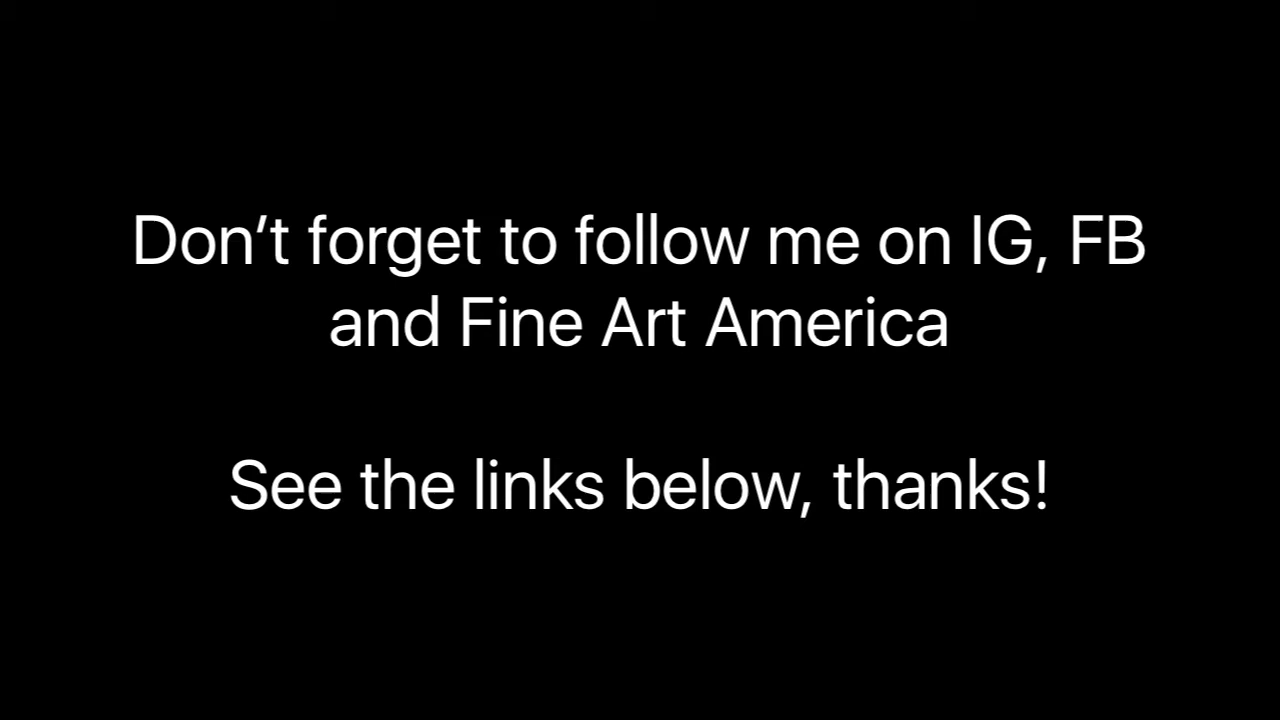 Don’t forget to follow me on IG, FB
and Fine Art America
See the links below, thanks!